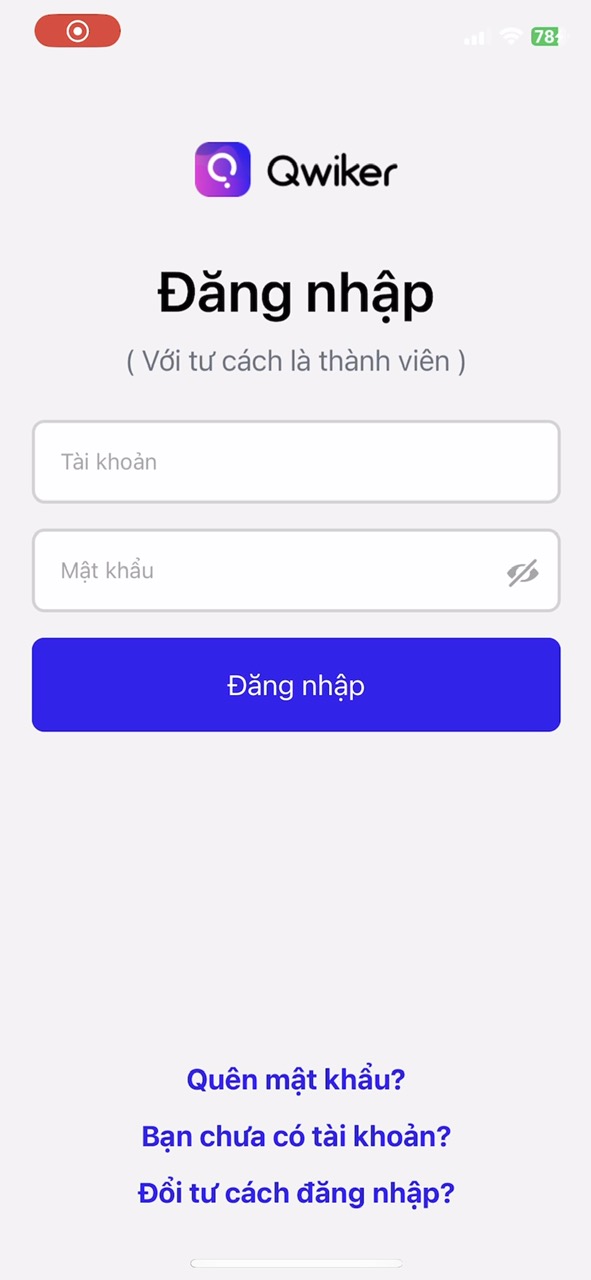 78
Qwiker
Đăng nhập
( Với tư cách là thành viên )
Tài khoản
Mật khẩu
Đăng nhập
Quên mật khẩu?
Bạn chưa có tài khoản?
Đổi tư cách đăng nhập?